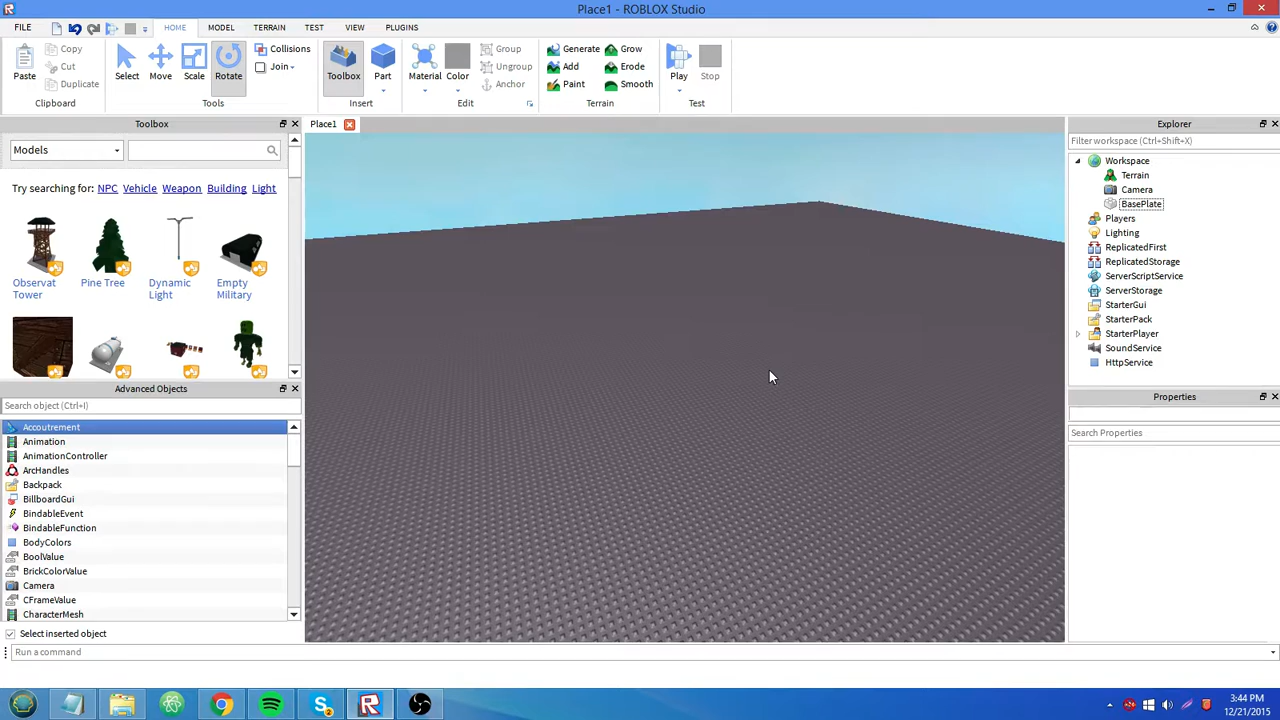 Place1 - ROBLOX Studio
FILE HOME MODEL TERRAIN TEST VIEW PLUGINS
Paste Copy Cut Duplicate
Clipboard
Select Move Scale Rotate Collisions Join
Tools
Toolbox Part
Insert
Material Color Group Ungroup Anchor
Edit
Generate Grow
Add Erode
Paint Smooth
Terrain
Play Stop
Test
Toolbox
Models
Try searching for: NPC Vehicle Weapon Building Light
Observat Tower
Pine Tree
Dynamic Light
Empty Military
Advanced Objects
Search object (Ctrl+I)
Accoutrement
Animation
AnimationController
ArcHandles
Backpack
BillboardGui
BindableEvent
BindableFunction
BodyColors
BoolValue
BrickColorValue
Camera
CFrameValue
CharacterMesh
Select inserted object
Run a command
Place1
Explorer
Filter workspace (Ctrl+Shift+X)
Workspace
Terrain
Camera
BasePlate
Players
Lighting
ReplicatedFirst
ReplicatedStorage
ServerScriptService
ServerStorage
StarterGui
StarterPack
StarterPlayer
SoundService
HttpService
Properties
Search Properties
3:44 PM
12/21/2015